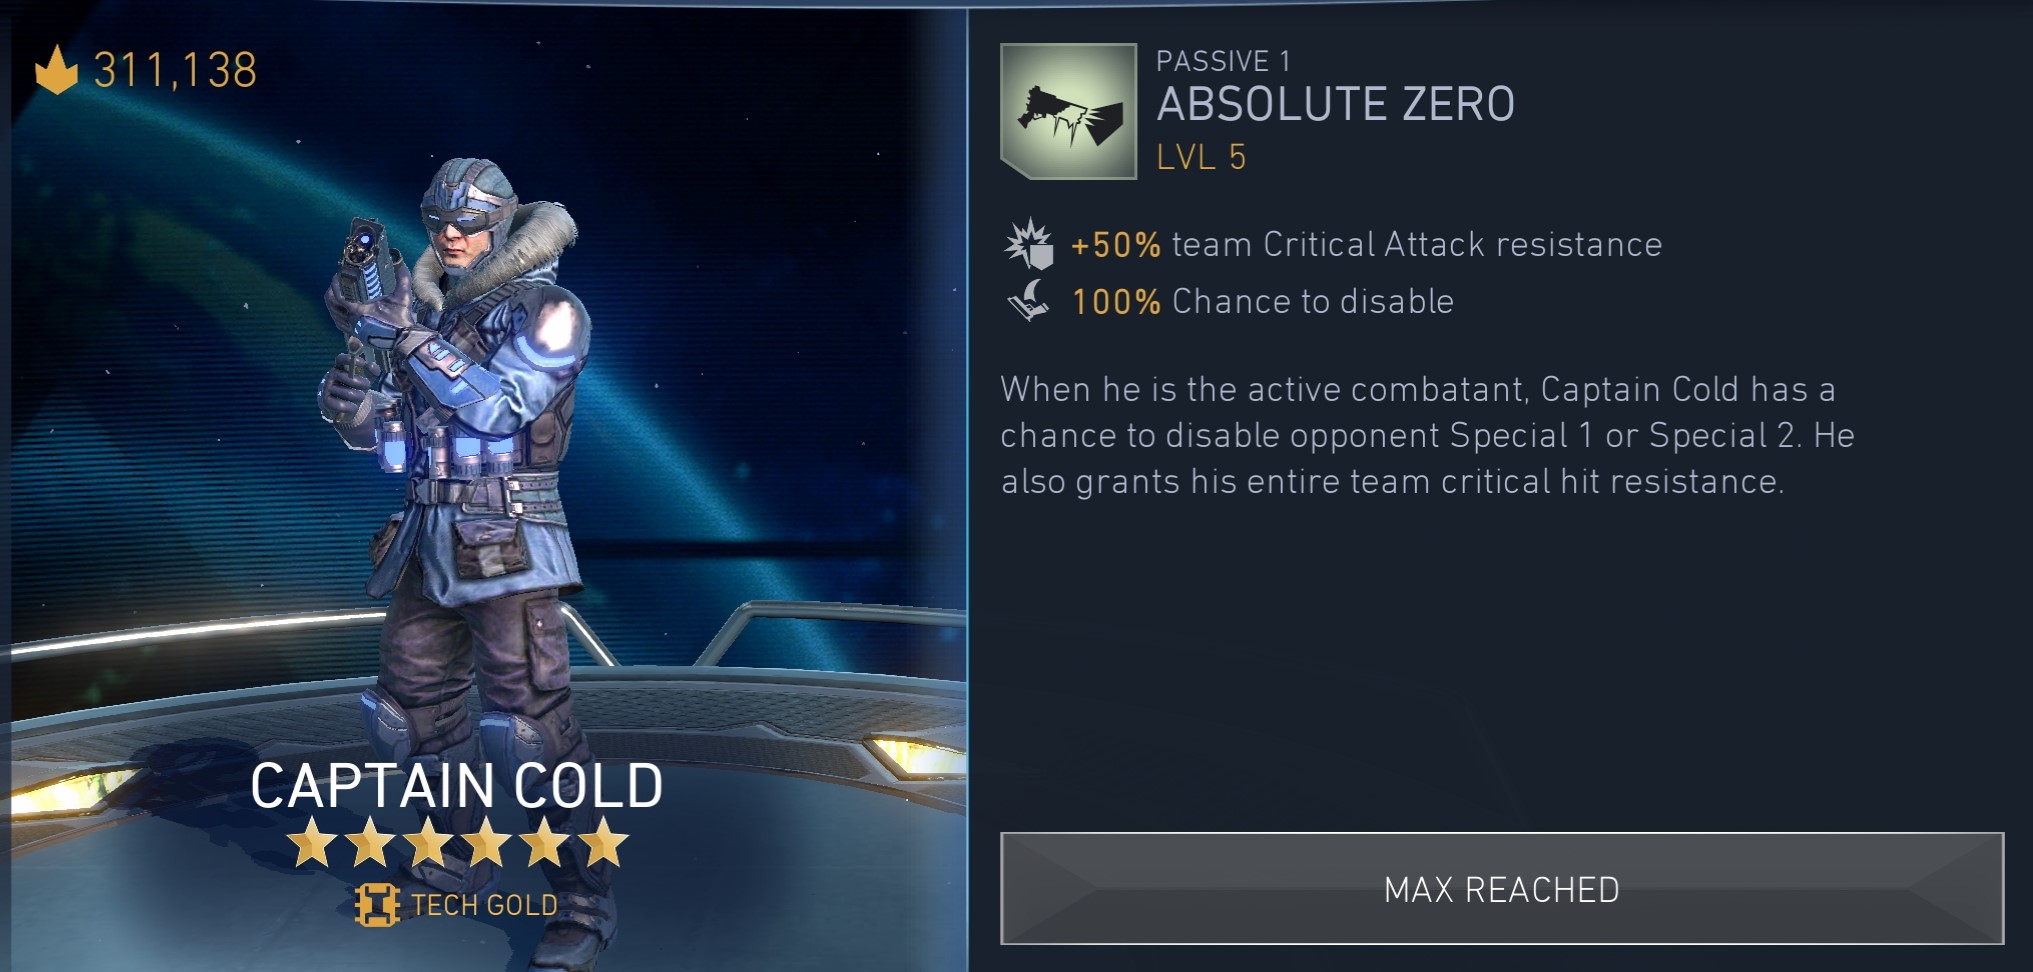 311,138
CAPTAIN COLD
TECH GOLD
PASSIVE 1
ABSOLUTE ZERO
LVL 5
+50% team Critical Attack resistance
100% Chance to disable
When he is the active combatant, Captain Cold has a
chance to disable opponent Special 1 or Special 2. He
also grants his entire team critical hit resistance.
MAX REACHED